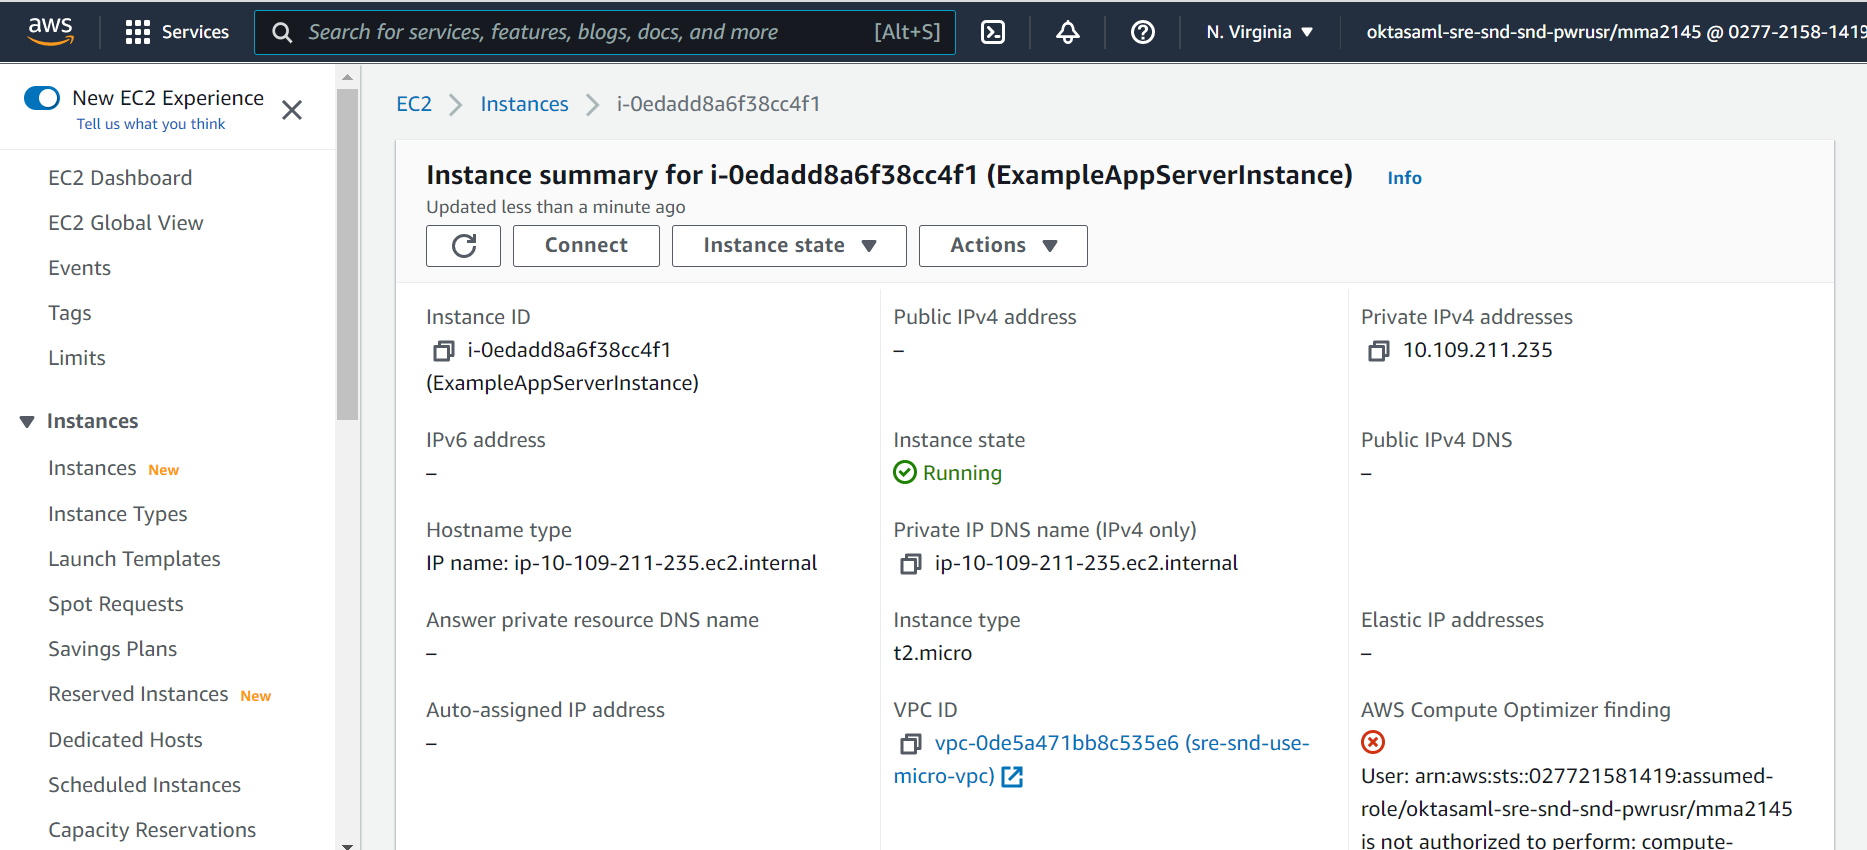 aws
Services
Search for services, features, blogs, docs, and more [Alt+S]
N. Virginia
oktasaml-sre-snd-snd-pwrusr/mma2145 @ 0277-2158-1419
New EC2 Experience
Tell us what you think
EC2 Dashboard
EC2 Global View
Events
Tags
Limits
Instances
Instances New
Instance Types
Launch Templates
Spot Requests
Savings Plans
Reserved Instances New
Dedicated Hosts
Scheduled Instances
Capacity Reservations
EC2 > Instances > i-0edadd8a6f38cc4f1
Instance summary for i-0edadd8a6f38cc4f1 (ExampleAppServerInstance) Info
Updated less than a minute ago
Connect
Instance state
Actions
Instance ID
i-0edadd8a6f38cc4f1
(ExampleAppServerInstance)
Public IPv4 address
–
Private IPv4 addresses
10.109.211.235
IPv6 address
–
Instance state
Running
Public IPv4 DNS
–
Hostname type
IP name: ip-10-109-211-235.ec2.internal
Private IP DNS name (IPv4 only)
ip-10-109-211-235.ec2.internal
Answer private resource DNS name
–
Instance type
t2.micro
Elastic IP addresses
–
Auto-assigned IP address
–
VPC ID
vpc-0de5a471bb8c535e6 (sre-snd-use-
micro-vpc)
AWS Compute Optimizer finding
User: arn:aws:sts::027721581419:assumed-
role/oktasaml-sre-snd-snd-pwrusr/mma2145
is not authorized to perform: compute-